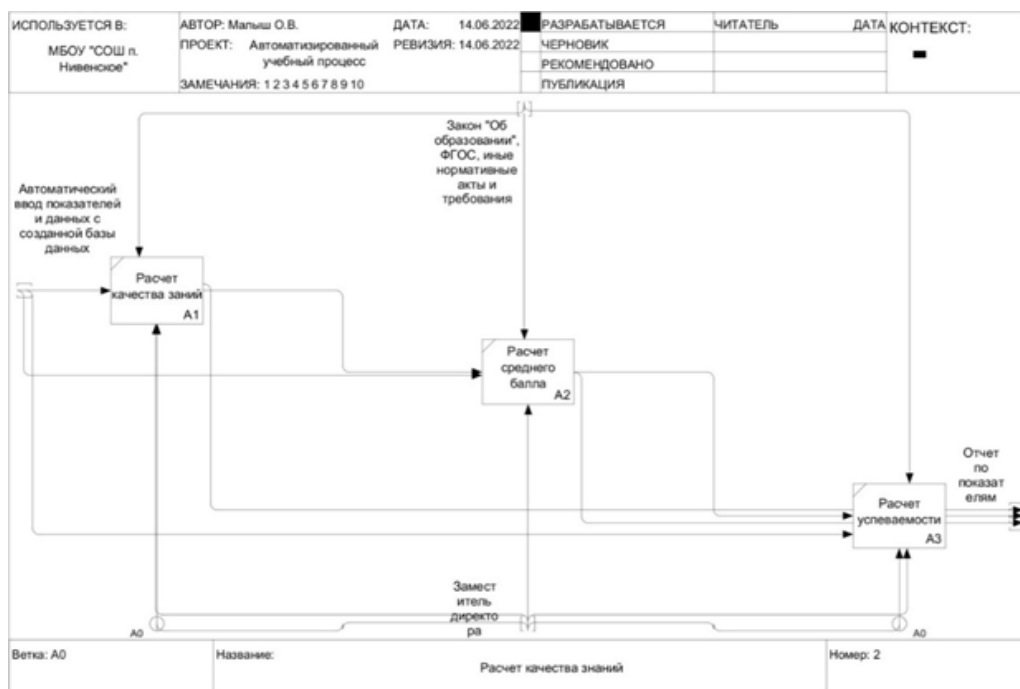 ИСПОЛЬЗУЕТСЯ В:
МБОУ "СОШ п.
Нивенское"
АВТОР: Малыш О.В.
ДАТА: 14.06.2022
ПРОЕКТ: Автоматизированный
учебный процесс
РЕВИЗИЯ: 14.06.2022
ЗАМЕЧАНИЯ: 1 2 3 4 5 6 7 8 9 10
РАЗРАБАТЫВАЕТСЯ
ЧЕРНОВИК
РЕКОМЕНДОВАНО
ПУБЛИКАЦИЯ
ЧИТАТЕЛЬ
ДАТА
КОНТЕКСТ:
Закон "Об
образовании",
ФГОС, иные
нормативные
акты и
требования
Автоматический
ввод показателей
и данных с
созданной базы
данных
Расчет
качества заний
A1
Расчет
среднего
балла
A2
Отчет
по
показат
елям
Расчет
успеваемости
A3
Замест
итель
директо
ра
A0
A0
Ветка: A0
Название:
Расчет качества знаний
Номер: 2